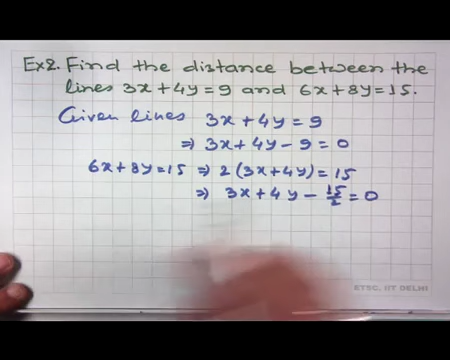 Ex2. Find the distance between the
lines 3x+4y=9 and 6x+8y=15.
Given lines 3x+4y=9
⇒ 3x+4y-9=0
6x+8y=15 ⇒ 2(3x+4y)=15
⇒ 3x+4y-15/2=0
ETSC, IIT DELHI